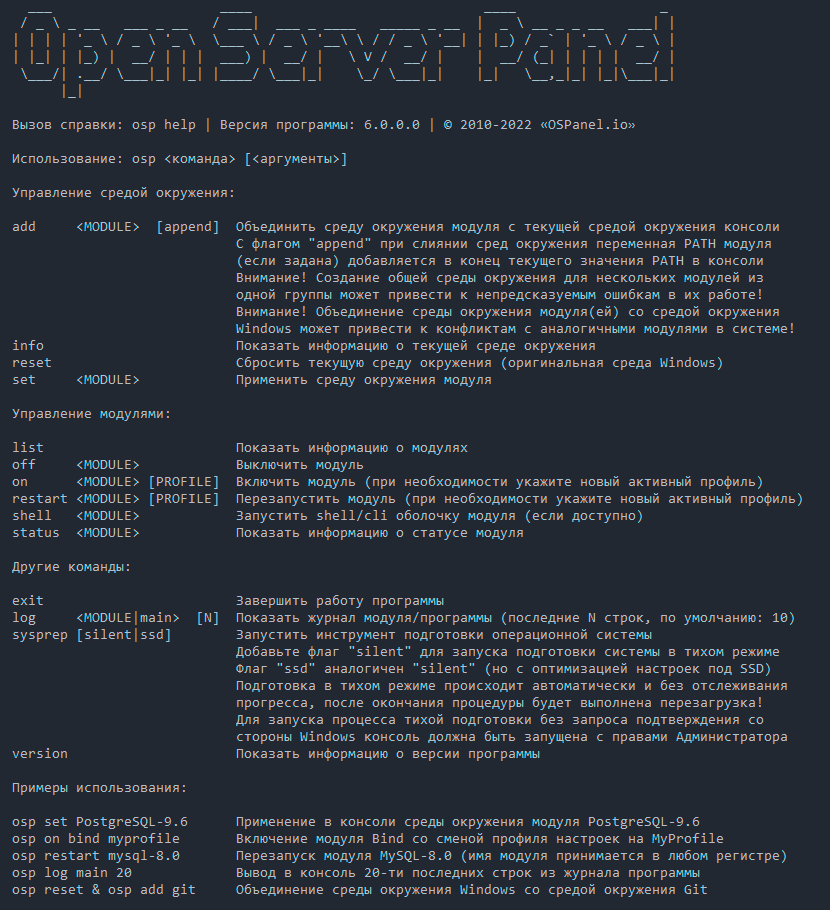 Open Server Panel
Вызов справки: osp help | Версия программы: 6.0.0.0 | © 2010-2022 «OSPanel.io»
Использование: osp <команда> [<аргументы>]
Управление средой окружения:
add <MODULE> [append] Объединить среду окружения модуля с текущей средой окружения консоли
С флагом "append" при слиянии сред окружения переменная PATH модуля
(если задана) добавляется в конец текущего значения PATH в консоли
Внимание! Создание общей среды окружения для нескольких модулей из
одной группы может привести к непредсказуемым ошибкам в их работе!
Внимание! Объединение среды окружения модуля(ей) со средой окружения
Windows может привести к конфликтам с аналогичными модулями в системе!
info Показать информацию о текущей среде окружения
reset Сбросить текущую среду окружения (оригинальная среда Windows)
set <MODULE> Применить среду окружения модуля
Управление модулями:
list Показать информацию о модулях
off <MODULE> Выключить модуль
on <MODULE> [PROFILE] Включить модуль (при необходимости укажите новый активный профиль)
restart <MODULE> [PROFILE] Перезапустить модуль (при необходимости укажите новый активный профиль)
shell <MODULE> Запустить shell/cli оболочку модуля (если доступно)
status <MODULE> Показать информацию о статусе модуля
Другие команды:
exit Завершить работу программы
log <MODULE|main> [N] Показать журнал модуля/программы (последние N строк, по умолчанию: 10)
sysprep [silent|ssd] Запустить инструмент подготовки операционной системы
Добавьте флаг "silent" для запуска подготовки системы в тихом режиме
Флаг "ssd" аналогичен "silent" (но с оптимизацией настроек под SSD)
Подготовка в тихом режиме происходит автоматически и без отслеживания
прогресса, после окончания процедуры будет выполнена перезагрузка!
Для запуска процесса тихой подготовки без запроса подтверждения со
стороны Windows консоль должна быть запущена с правами Администратора
version Показать информацию о версии программы
Примеры использования:
osp set PostgreSQL-9.6 Применение в консоли среды окружения модуля PostgreSQL-9.6
osp on bind myprofile Включение модуля Bind со сменой профиля настроек на MyProfile
osp restart mysql-8.0 Перезапуск модуля MySQL-8.0 (имя модуля принимается в любом регистре)
osp log main 20 Вывод в консоль 20-ти последних строк из журнала программы
osp reset & osp add git Объединение среды окружения Windows со средой окружения Git